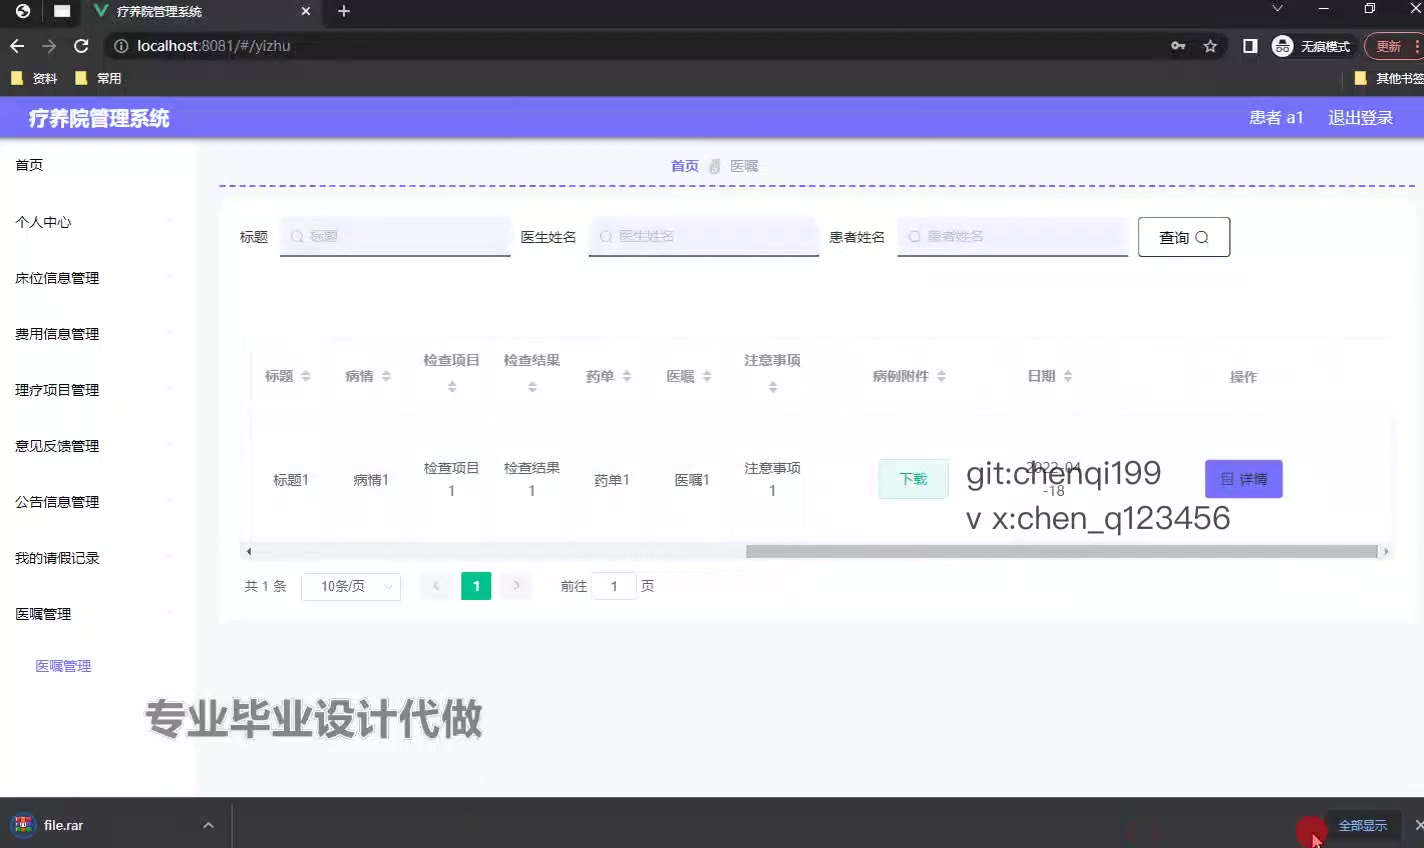 疗养院管理系统
localhost:8081/#/yizhu
无痕模式
更新
资料
常用
其他书签
疗养院管理系统
患者 a1
退出登录
首页
个人中心
床位信息管理
费用信息管理
理疗项目管理
意见反馈管理
公告信息管理
我的请假记录
医嘱管理
医嘱管理
首页
医嘱
标题
标题
医生姓名
医生姓名
患者姓名
患者姓名
查询
标题
病情
检查项目
检查结果
药单
医嘱
注意事项
病例附件
日期
操作
标题1
病情1
检查项目
1
检查结果
1
药单1
医嘱1
注意事项
1
下载
2022-04
-18
详情
git:chenqi199
v x:chen_q123456
共 1 条
10条/页
1
前往
1
页
专业毕业设计代做
file.rar
全部显示